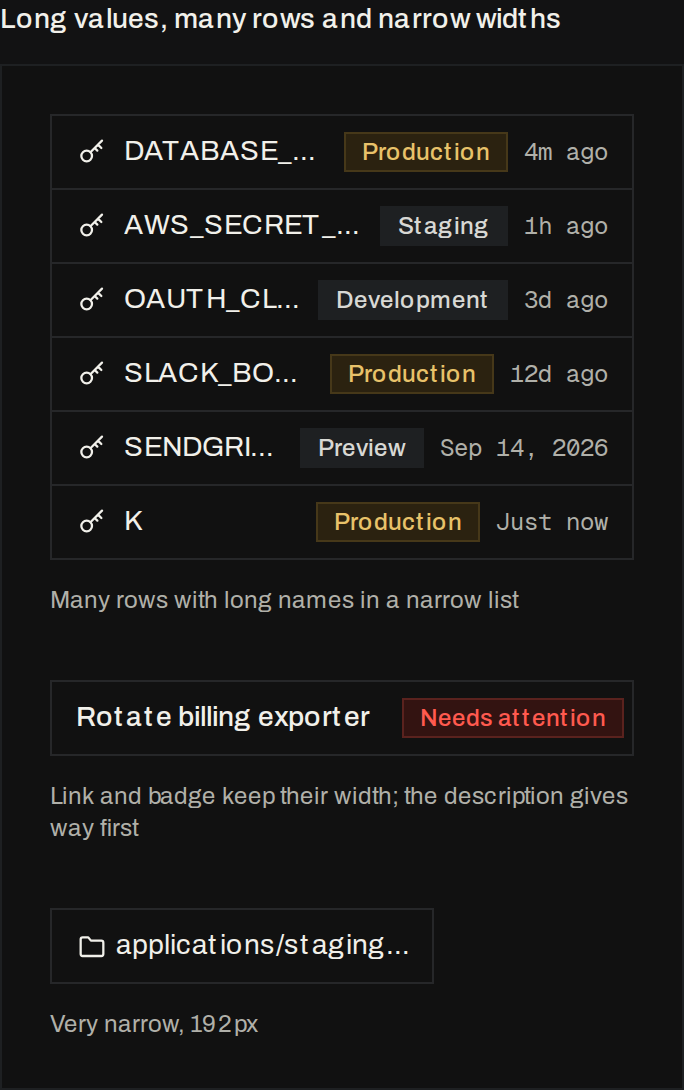 Long values, many rows and narrow widths
DATABASE_... Production 4m ago
AWS_SECRET_... Staging 1h ago
OAUTH_CL... Development 3d ago
SLACK_BO... Production 12d ago
SENDGRI... Preview Sep 14, 2026
K Production Just now
Many rows with long names in a narrow list
Rotate billing exporter Needs attention
Link and badge keep their width; the description gives
way first
applications/staging...
Very narrow, 192px